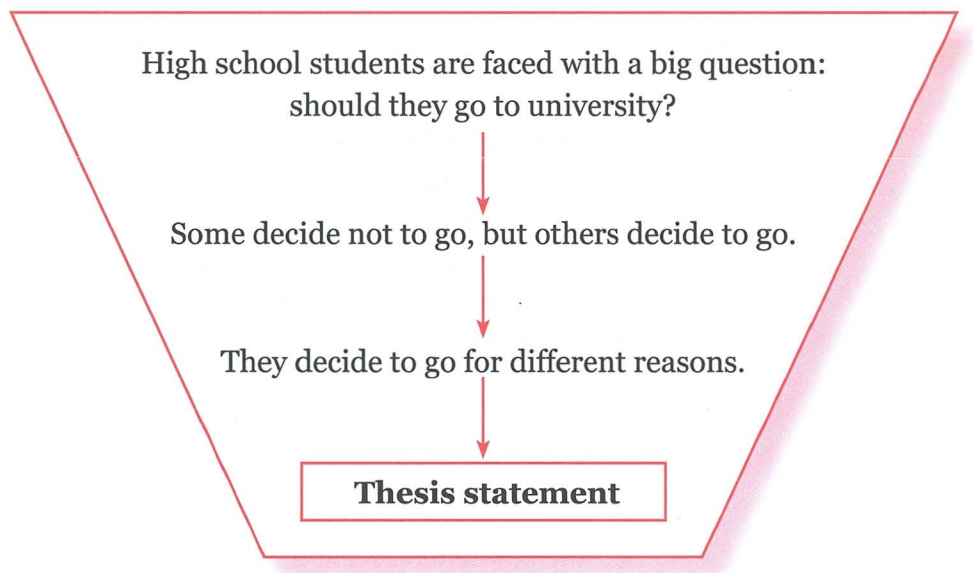 High school students are faced with a big question:
should they go to university?
Some decide not to go, but others decide to go.
They decide to go for different reasons.
Thesis statement